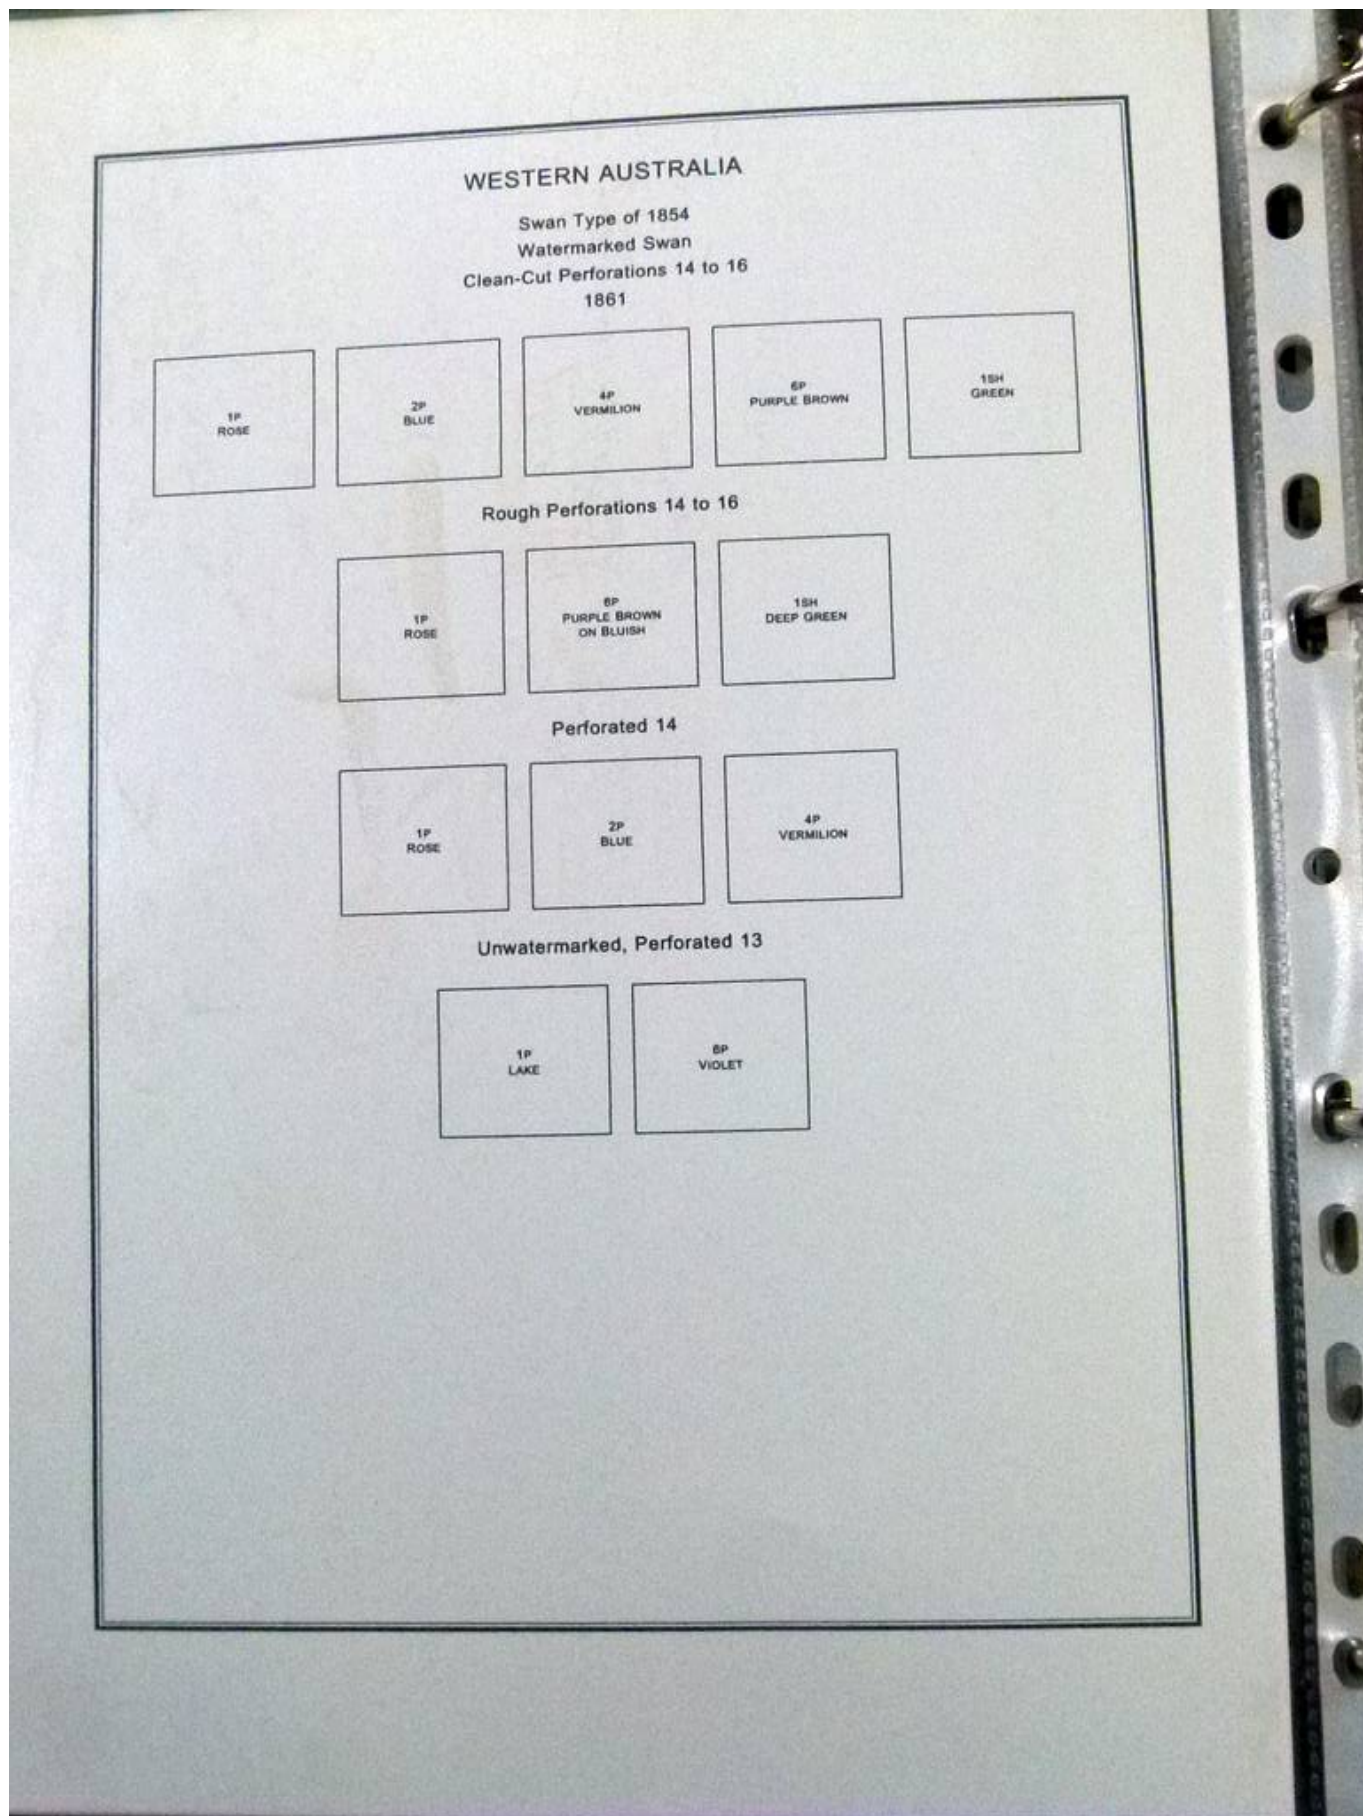 WESTERN AUSTRALIA
Swan Type of 1854
Watermarked Swan
Clean-Cut Perforations 14 to 16
1861
1P
ROSE
2P
BLUE
4P
VERMILION
6P
PURPLE BROWN
1SH
GREEN
Rough Perforations 14 to 16
1P
ROSE
6P
PURPLE BROWN
ON BLUISH
1SH
DEEP GREEN
Perforated 14
1P
ROSE
2P
BLUE
4P
VERMILION
Unwatermarked, Perforated 13
1P
LAKE
6P
VIOLET